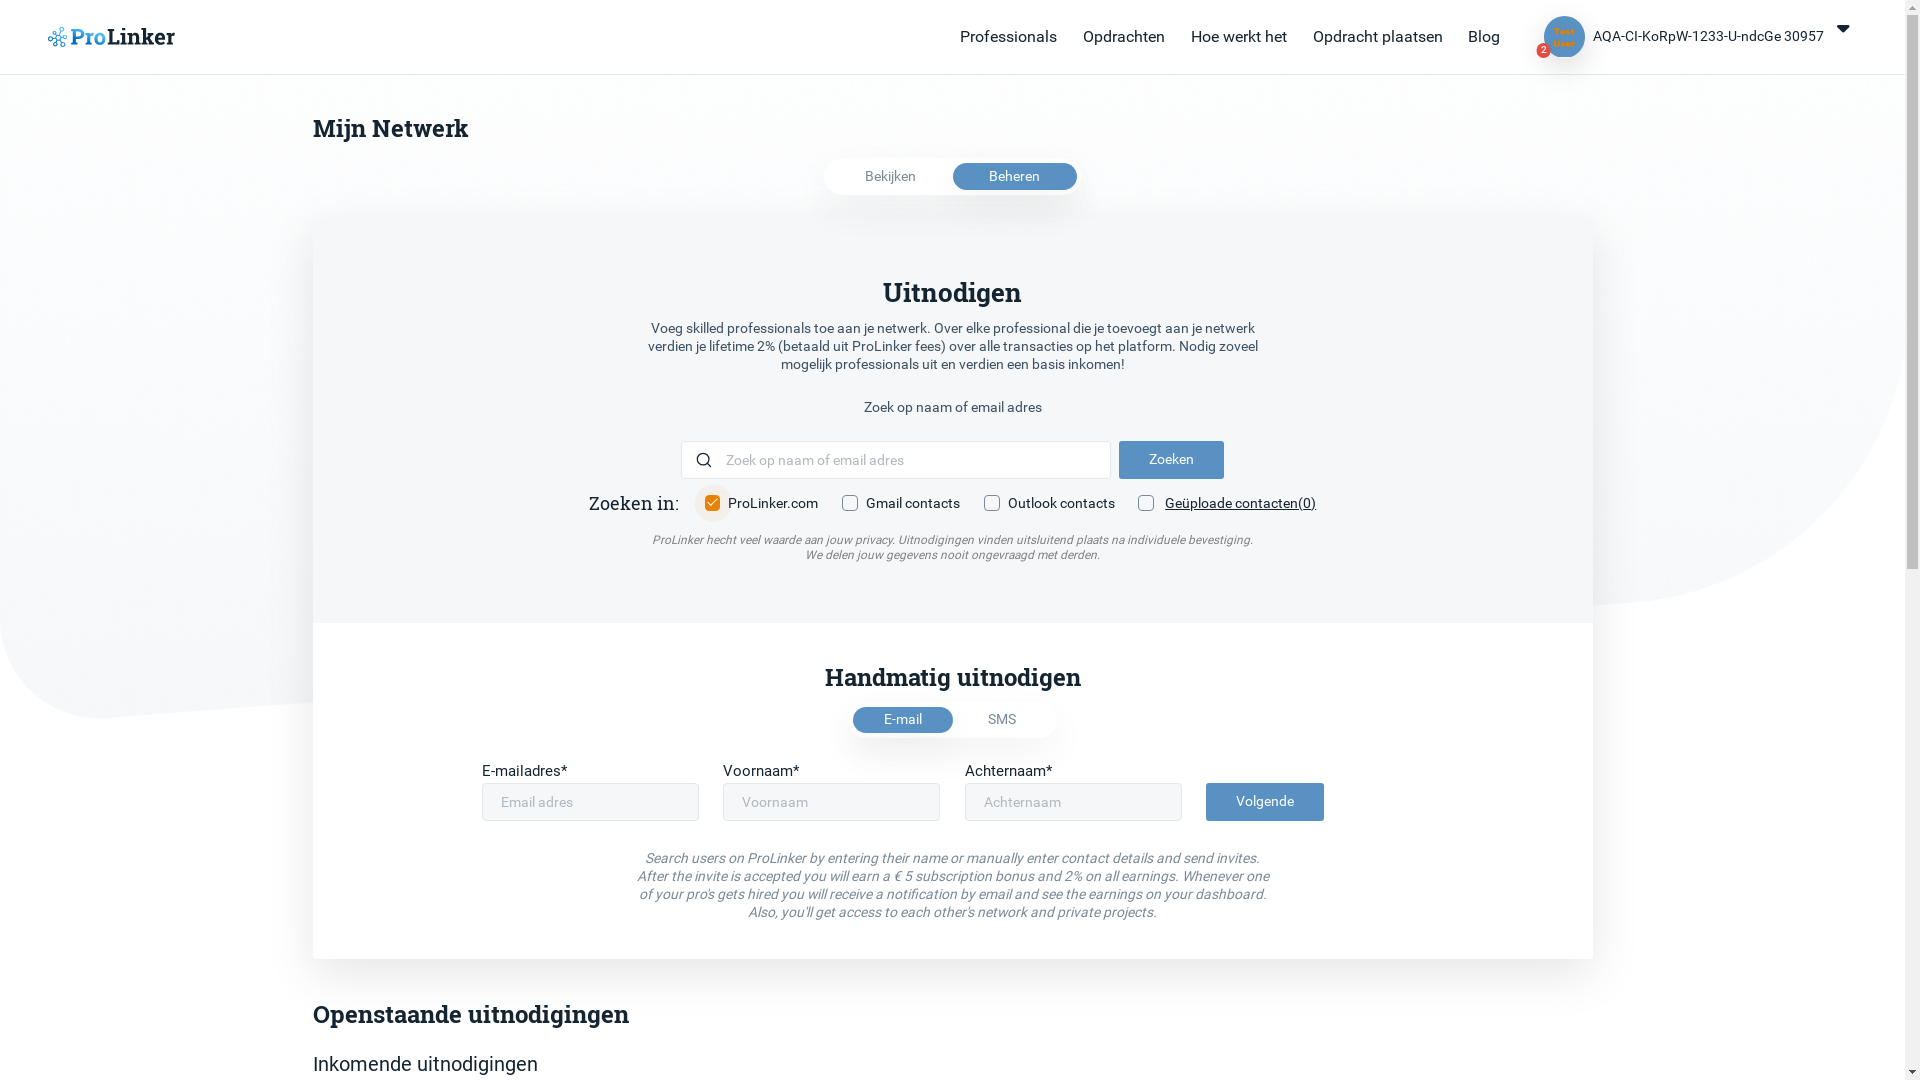 ProLinker
Professionals
Opdrachten
Hoe werkt het
Opdracht plaatsen
Blog
Test
User
2
AQA-CI-KoRpW-1233-U-ndcGe 30957
Mijn Netwerk
Bekijken
Beheren
Uitnodigen
Voeg skilled professionals toe aan je netwerk. Over elke professional die je toevoegt aan je netwerk
verdien je lifetime 2% (betaald uit ProLinker fees) over alle transacties op het platform. Nodig zoveel
mogelijk professionals uit en verdien een basis inkomen!
Zoek op naam of email adres
Zoek op naam of email adres
Zoeken
Zoeken in:
ProLinker.com
Gmail contacts
Outlook contacts
Geüploade contacten(0)
ProLinker hecht veel waarde aan jouw privacy. Uitnodigingen vinden uitsluitend plaats na individuele bevestiging.
We delen jouw gegevens nooit ongevraagd met derden.
Handmatig uitnodigen
E-mail
SMS
E-mailadres*
Voornaam*
Achternaam*
Email adres
Voornaam
Achternaam
Volgende
Search users on ProLinker by entering their name or manually enter contact details and send invites.
After the invite is accepted you will earn a € 5 subscription bonus and 2% on all earnings. Whenever one
of your pro's gets hired you will receive a notification by email and see the earnings on your dashboard.
Also, you'll get access to each other's network and private projects.
Openstaande uitnodigingen
Inkomende uitnodigingen